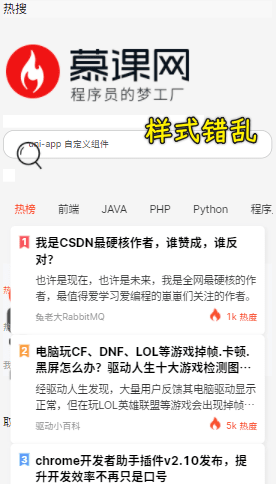 热搜
慕课网
程序员的梦工厂
样式错乱
uni-app 自定义组件
热榜 前端 JAVA PHP Python 程序
1 我是CSDN最硬核作者，谁赞成，谁反
对？
也许是现在，也许是未来，我是全网最硬核的作
者，最值得爱学习爱编程的崽崽们关注的作者。
兔老大RabbitMQ 1k 热度
2 电脑玩CF、DNF、LOL等游戏掉帧.卡顿.
黑屏怎么办？驱动人生十大游戏检测图…
经驱动人生发现，大量用户反馈其电脑驱动显示
正常，但在玩LOL英雄联盟等游戏会出现掉帧…
驱动小百科 5k 热度
3 chrome开发者助手插件v2.10发布，提
升开发效率不再只是口号